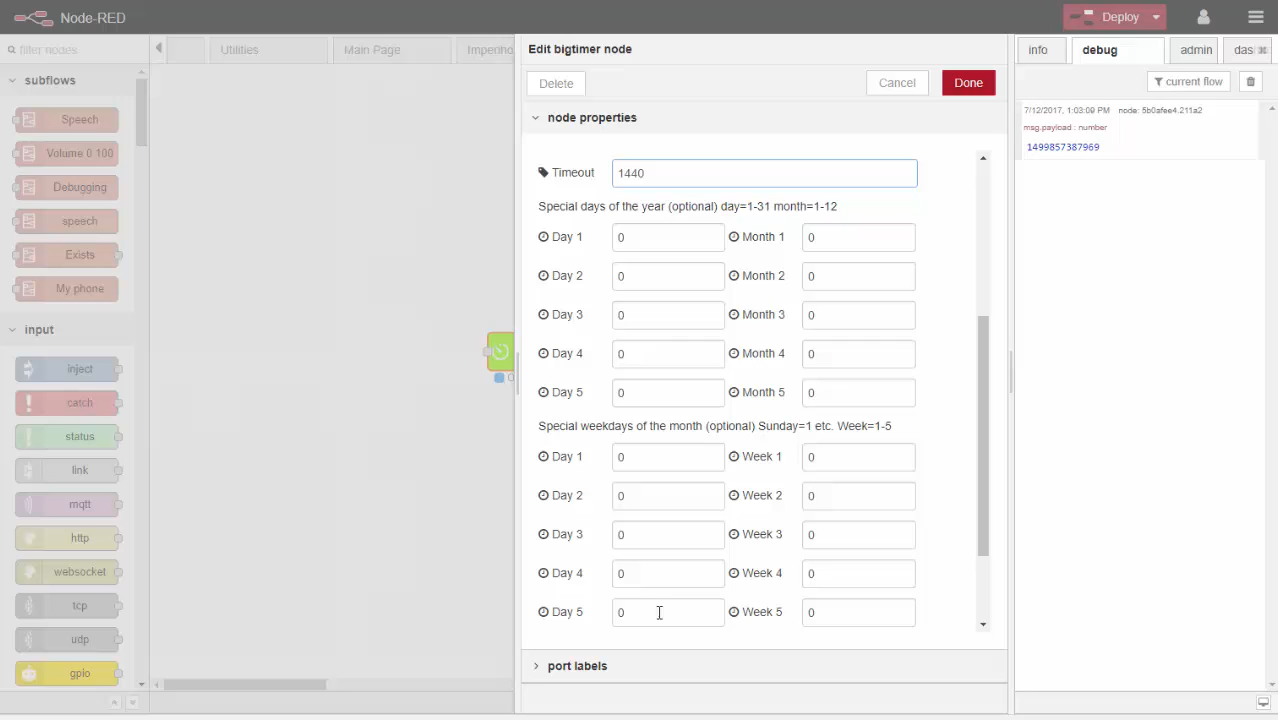 Node-RED
Deploy
filter nodes
Utilities
Main Page
Impenho
Edit bigtimer node
info
debug
admin
das
subflows
Delete
Cancel
Done
current flow
Speech
Volume 0 100
Debugging
speech
Exists
My phone
input
inject
catch
status
link
mqtt
http
websocket
tcp
udp
gpio
node properties
Timeout
1440
Special days of the year (optional) day=1-31 month=1-12
Day 1 0 Month 1 0
Day 2 0 Month 2 0
Day 3 0 Month 3 0
Day 4 0 Month 4 0
Day 5 0 Month 5 0
Special weekdays of the month (optional) Sunday=1 etc. Week=1-5
Day 1 0 Week 1 0
Day 2 0 Week 2 0
Day 3 0 Week 3 0
Day 4 0 Week 4 0
Day 5 0 Week 5 0
port labels
7/12/2017, 1:03:09 PM node: 5b0afee4.211a2
msg.payload : number
1499857387969